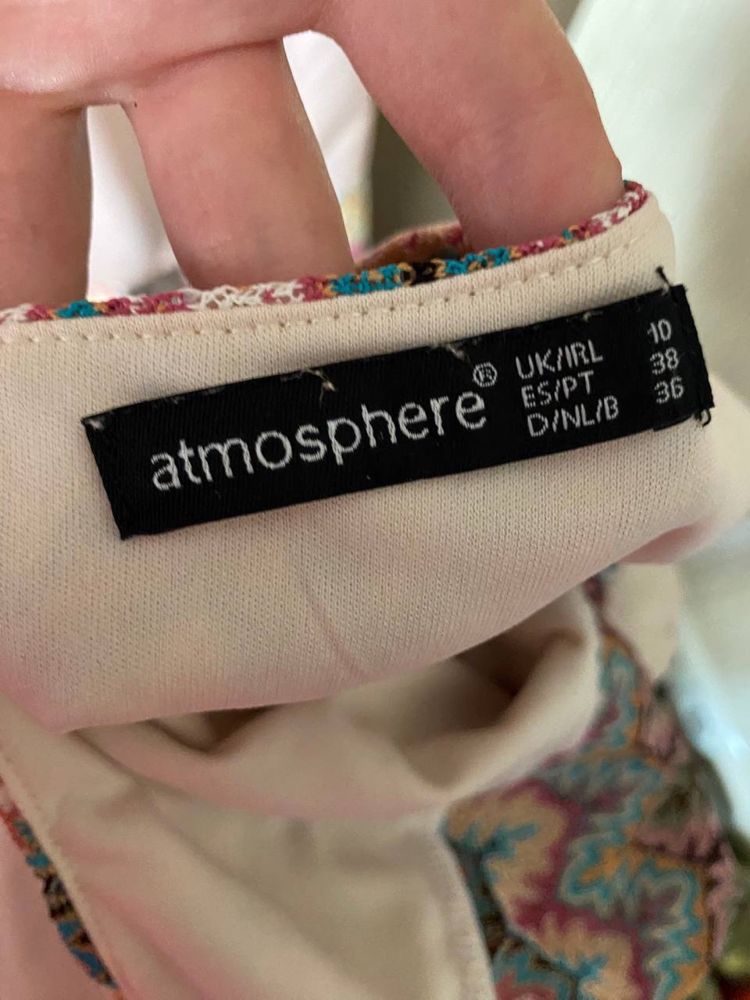 atmosphere®
UK/IRL 10
ES/PT 38
D/NL/B 36